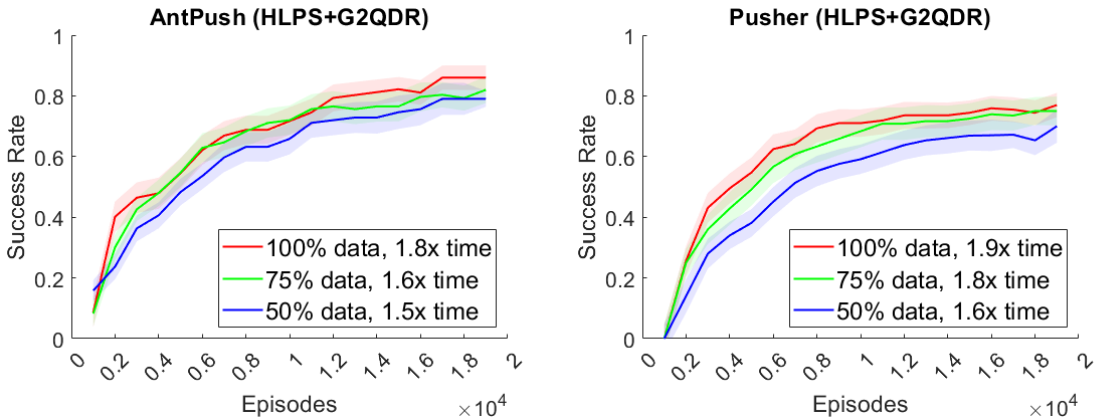 AntPush (HLPS+G2QDR)
1
0.8
0.6
0.4
0.2
0
Success Rate
100% data, 1.8x time
75% data, 1.6x time
50% data, 1.5x time
0.2 0.4 0.6 0.8 1 1.2 1.4 1.6 1.8 2
Episodes
×10⁴
Pusher (HLPS+G2QDR)
1
0.8
0.6
0.4
0.2
0
Success Rate
100% data, 1.9x time
75% data, 1.8x time
50% data, 1.6x time
0.2 0.4 0.6 0.8 1 1.2 1.4 1.6 1.8 2
Episodes
×10⁴